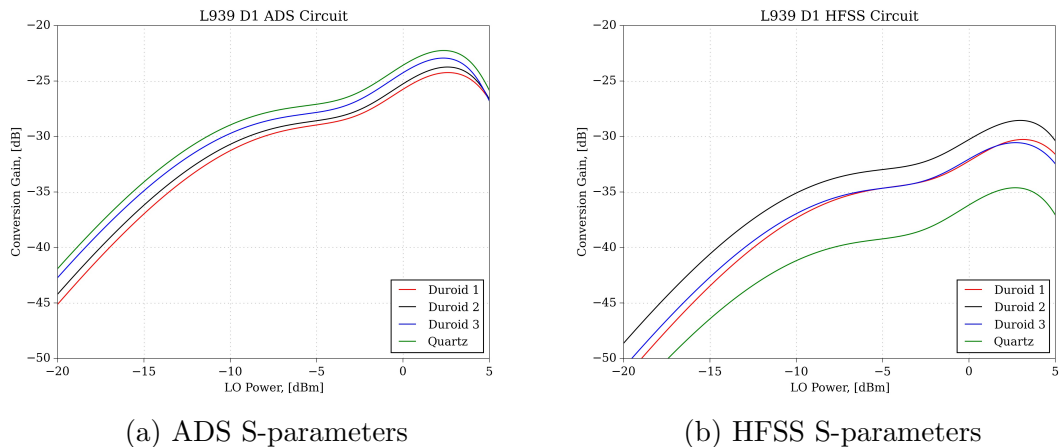 L939 D1 ADS Circuit
Conversion Gain, [dB]
−20
−25
−30
−35
−40
−45
−50
−20
−15
−10
−5
0
5
LO Power, [dBm]
Duroid 1
Duroid 2
Duroid 3
Quartz
(a) ADS S-parameters
L939 D1 HFSS Circuit
Conversion Gain, [dB]
−20
−25
−30
−35
−40
−45
−50
−20
−15
−10
−5
0
5
LO Power, [dBm]
Duroid 1
Duroid 2
Duroid 3
Quartz
(b) HFSS S-parameters